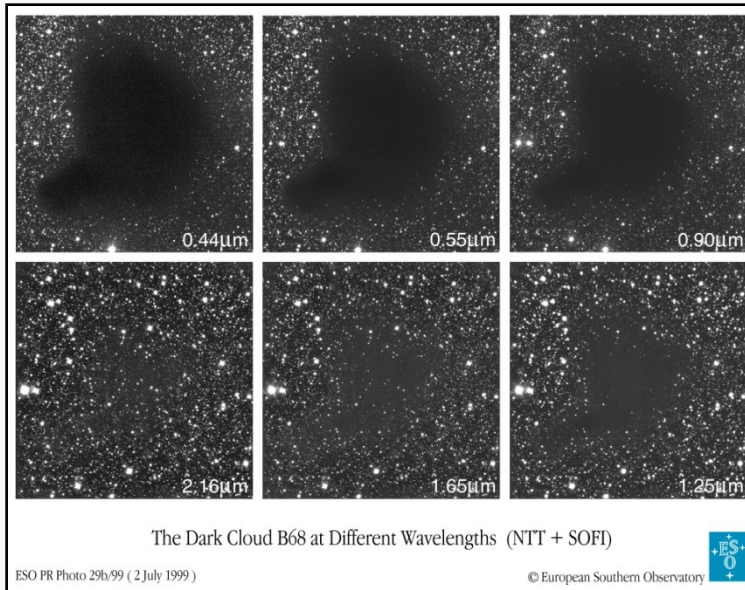 0.44μm
0.55μm
0.90μm
2.16μm
1.65μm
1.25μm
The Dark Cloud B68 at Different Wavelengths (NTT + SOFI)
ESO PR Photo 29b/99 ( 2 July 1999 )
© European Southern Observatory
ESO